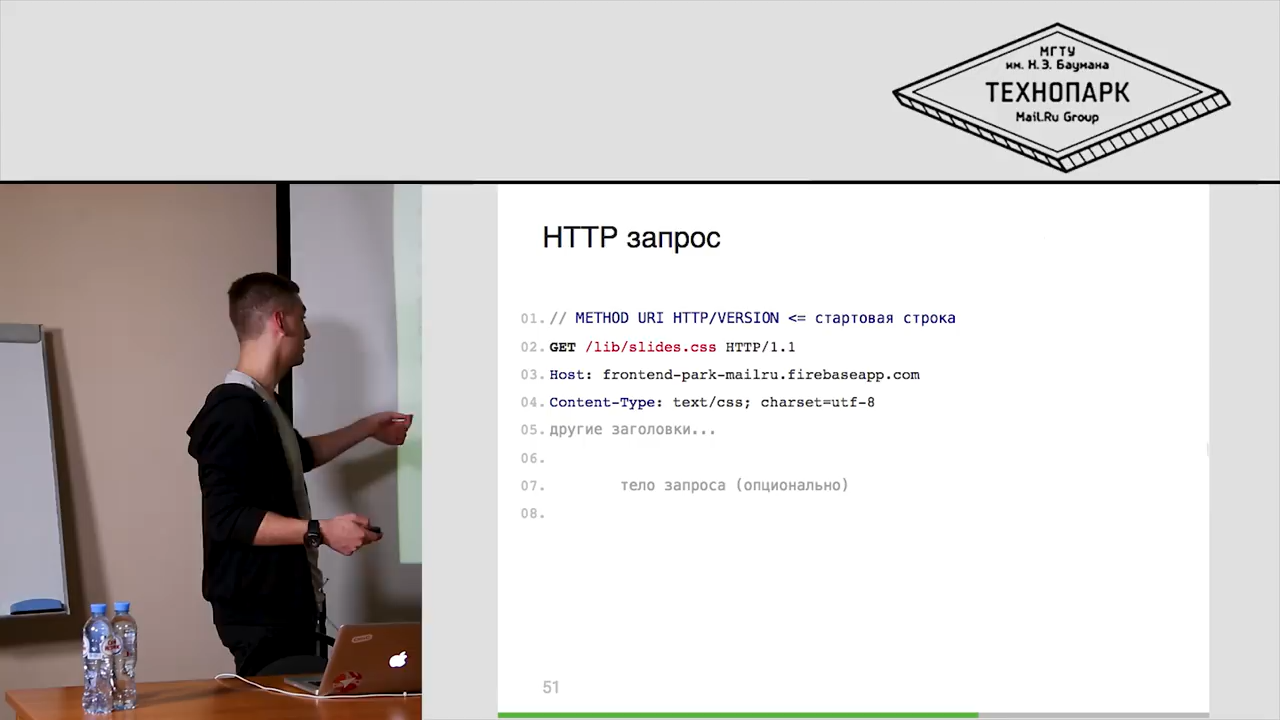 МГТУ
им. Н.Э. Баумана
ТЕХНОПАРК
Mail.Ru Group
HTTP запрос
01. // METHOD URI HTTP/VERSION <= стартовая строка
02. GET /lib/slides.css HTTP/1.1
03. Host: frontend-park-mailru.firebaseapp.com
04. Content-Type: text/css; charset=utf-8
05. другие заголовки...
06.
07. тело запроса (опционально)
08.
51